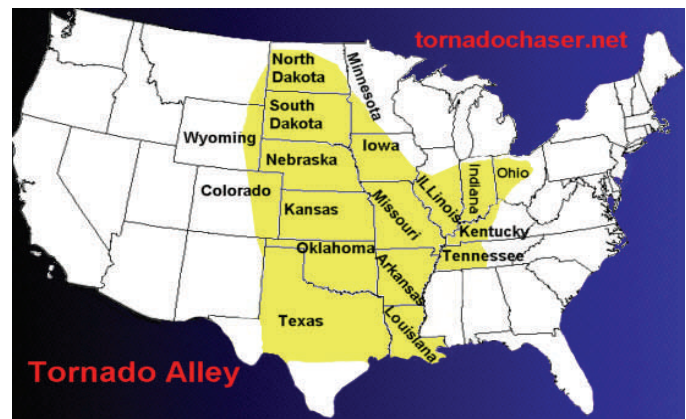 tornadochaser.net
North
Dakota
Minnesota
South
Dakota
Wyoming
Iowa
Nebraska
Ohio
Indiana
ILLinois
Colorado
Missouri
Kansas
Kentucky
Oklahoma
Tennessee
Arkansas
Texas
Louisiana
Tornado Alley